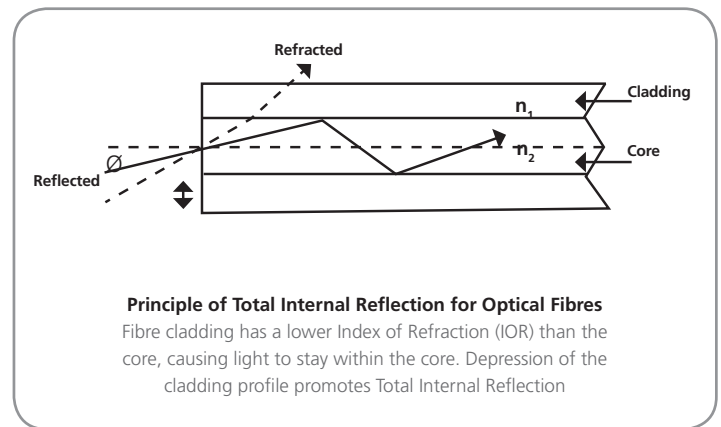 Refracted
Cladding
n1
Core
n2
Ø
Reflected
Principle of Total Internal Reflection for Optical Fibres
Fibre cladding has a lower Index of Refraction (IOR) than the
core, causing light to stay within the core. Depression of the
cladding profile promotes Total Internal Reflection